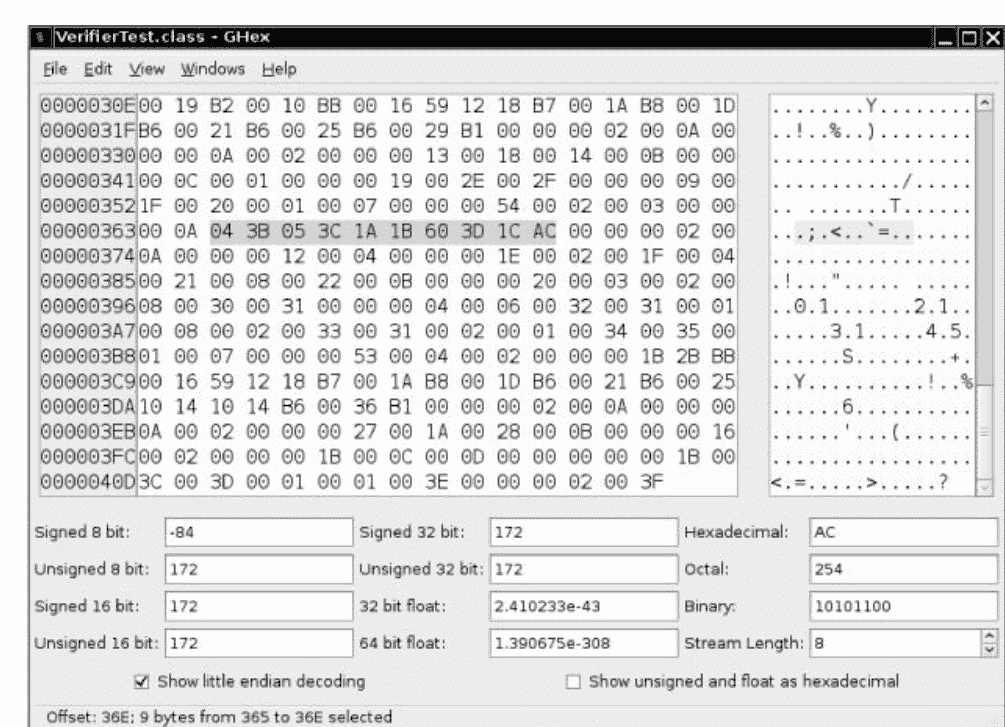 VerifierTest.class - GHex
File Edit View Windows Help
0000030E 00 19 B2 00 10 BB 00 16 59 12 18 B7 00 1A B8 00 1D ........Y........
0000031F B6 00 21 B6 00 25 B6 00 29 B1 00 00 00 02 00 0A 00 ..!..%..)........
00000330 00 00 0A 00 02 00 00 00 13 00 18 00 14 00 0B 00 00 .................
00000341 00 0C 00 01 00 00 00 19 00 2E 00 2F 00 00 00 09 00 .........../.....
00000352 1F 00 20 00 01 00 07 00 00 00 54 00 02 00 03 00 00 .. .......T......
00000363 00 0A 04 3B 05 3C 1A 1B 60 3D 1C AC 00 00 00 02 00 ...;.<..`=.......
00000374 0A 00 00 00 12 00 04 00 00 00 1E 00 02 00 1F 00 04 .................
00000385 00 21 00 08 00 22 00 0B 00 00 00 20 00 03 00 02 00 .!..."..... .....
00000396 08 00 30 00 31 00 00 00 04 00 06 00 32 00 31 00 01 ..0.1.......2.1..
000003A7 00 08 00 02 00 33 00 31 00 02 00 01 00 34 00 35 00 .....3.1.....4.5.
000003B8 01 00 07 00 00 00 53 00 04 00 02 00 00 00 1B 2B BB ......S........+.
000003C9 00 16 59 12 18 B7 00 1A B8 00 1D B6 00 21 B6 00 25 ..Y..........!..%
000003DA 10 14 10 14 B6 00 36 B1 00 00 00 02 00 0A 00 00 00 ......6..........
000003EB 0A 00 02 00 00 00 27 00 1A 00 28 00 0B 00 00 00 16 ......'...(......
000003FC 00 02 00 00 00 1B 00 0C 00 0D 00 00 00 00 00 1B 00 .................
0000040D 3C 00 3D 00 01 00 01 00 3E 00 00 00 02 00 3F <.=.....>.....?
Signed 8 bit: -84 Signed 32 bit: 172 Hexadecimal: AC
Unsigned 8 bit: 172 Unsigned 32 bit: 172 Octal: 254
Signed 16 bit: 172 32 bit float: 2.410233e-43 Binary: 10101100
Unsigned 16 bit: 172 64 bit float: 1.390675e-308 Stream Length: 8
Show little endian decoding Show unsigned and float as hexadecimal
Offset: 36E; 9 bytes from 365 to 36E selected